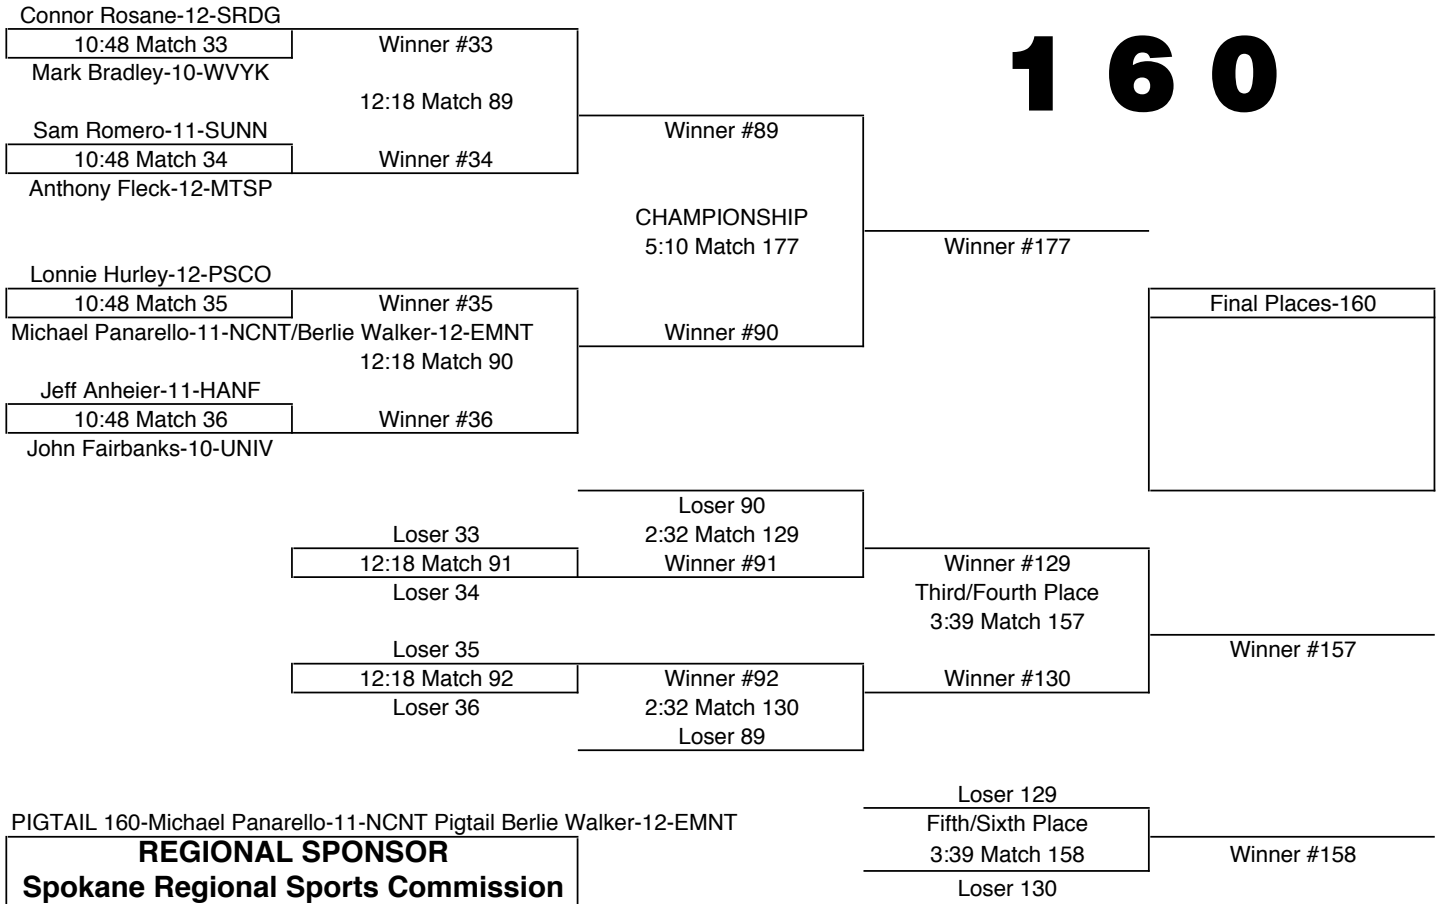 Connor Rosane-12-SRDG
10:48 Match 33
Winner #33
1 6 0
Mark Bradley-10-WVYK
12:18 Match 89
Sam Romero-11-SUNN
Winner #89
10:48 Match 34
Winner #34
Anthony Fleck-12-MTSP
CHAMPIONSHIP
5:10 Match 177
Winner #177
Lonnie Hurley-12-PSCO
10:48 Match 35
Winner #35
Final Places-160
Michael Panarello-11-NCNT/Berlie Walker-12-EMNT
Winner #90
12:18 Match 90
Jeff Anheier-11-HANF
10:48 Match 36
Winner #36
John Fairbanks-10-UNIV
Loser 90
Loser 33
2:32 Match 129
12:18 Match 91
Winner #91
Winner #129
Loser 34
Third/Fourth Place
3:39 Match 157
Loser 35
Winner #157
12:18 Match 92
Winner #92
Winner #130
Loser 36
2:32 Match 130
Loser 89
Loser 129
PIGTAIL 160-Michael Panarello-11-NCNT Pigtail Berlie Walker-12-EMNT
Fifth/Sixth Place
REGIONAL SPONSOR
3:39 Match 158
Winner #158
Spokane Regional Sports Commission
Loser 130